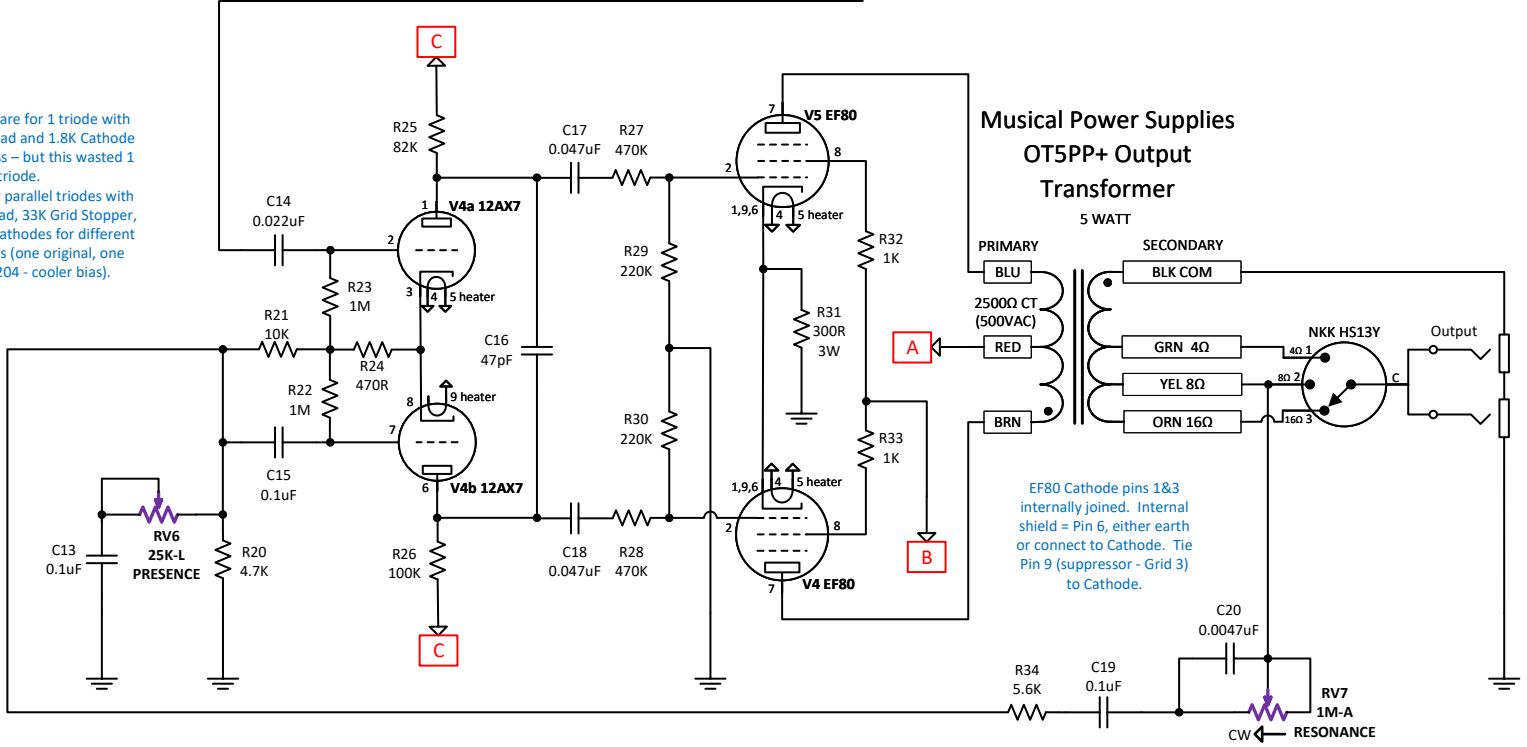 are for 1 triode with
ad and 1.8K Cathode
s – but this wasted 1
triode.
parallel triodes with
ad, 33K Grid Stopper,
athodes for different
s (one original, one
204 - cooler bias).
C
R25
82K
C14
0.022uF
1
V4a 12AX7
2
3
4
5 heater
R23
1M
R21
10K
R24
470R
R22
1M
8
9 heater
7
C15
0.1uF
6
V4b 12AX7
RV6
25K-L
PRESENCE
C13
0.1uF
R20
4.7K
R26
100K
C
C17
0.047uF
R27
470K
C16
47pF
R29
220K
R30
220K
C18
0.047uF
R28
470K
7
V5 EF80
8
2
1,9,6
4
5 heater
R32
1K
R31
300R
3W
R33
1K
1,9,6
4
5 heater
2
8
V4 EF80
7
B
A
Musical Power Supplies
OT5PP+ Output
Transformer
5 WATT
PRIMARY
SECONDARY
BLU
BLK COM
2500Ω CT
(500VAC)
RED
BRN
GRN 4Ω
YEL 8Ω
ORN 16Ω
NKK HS13Y
4Ω 1
8Ω 2
16Ω 3
C
Output
EF80 Cathode pins 1&3
internally joined. Internal
shield = Pin 6, either earth
or connect to Cathode. Tie
Pin 9 (suppressor - Grid 3)
to Cathode.
C20
0.0047uF
R34
5.6K
C19
0.1uF
RV7
1M-A
RESONANCE
CW